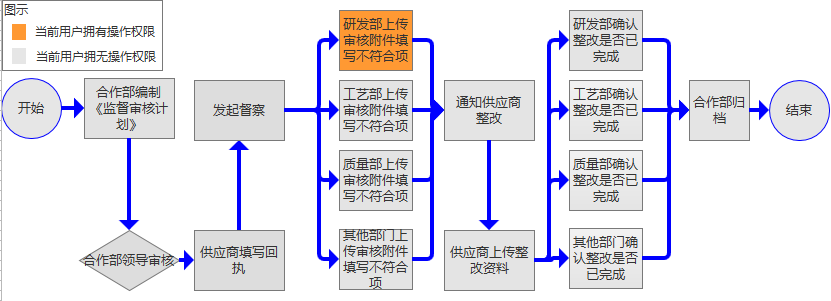 图示
当前用户拥有操作权限
当前用户拥无操作权限
开始
合作部编制
《监督审核计
划》
合作部领导审核
供应商填写回
执
发起督察
研发部上传
审核附件填
写不符合项
工艺部上传
审核附件填
写不符合项
质量部上传
审核附件填
写不符合项
其他部门上
传审核附件
填写不符合
项
通知供应商
整改
供应商上传整
改资料
研发部确认
整改是否已
完成
工艺部确认
整改是否已
完成
质量部确认
整改是否已
完成
其他部门确
认整改是否
已完成
合作部归
档
结束